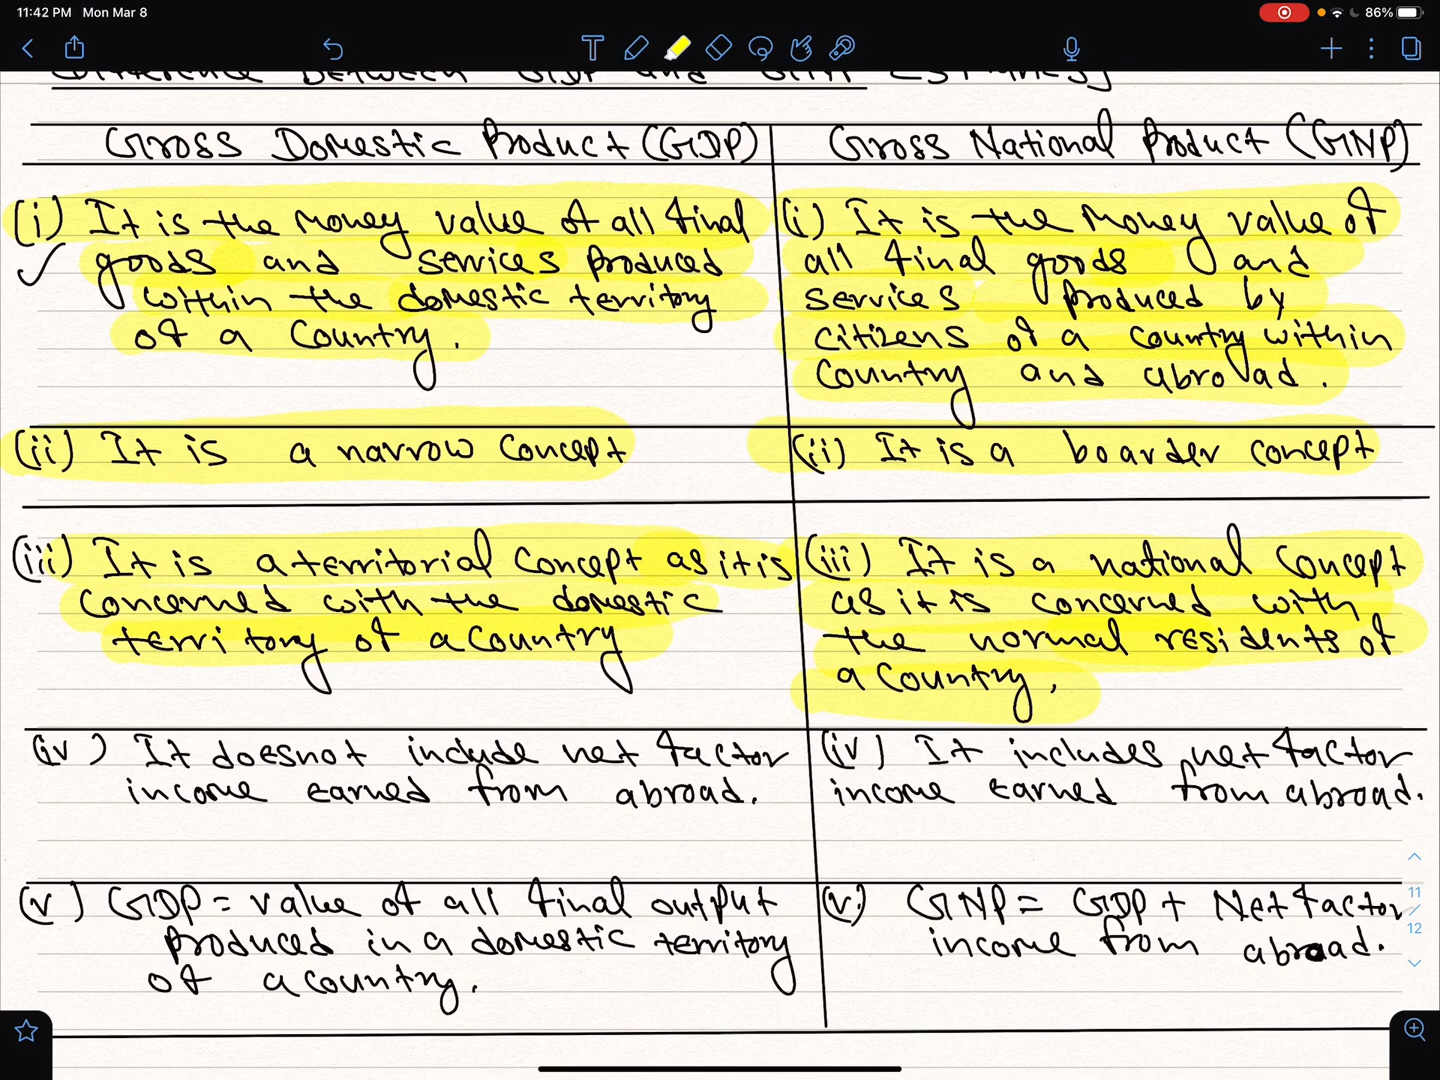 11:42 PM Mon Mar 8
86%
Difference Between GDP and GNP
Gross Domestic Product (GDP)
Gross National Product (GNP)
(i) It is the money value of all final
goods and services produced
within the domestic territory
of a country.
(i) It is the money value of
all final goods and
services produced by
citizens of a country within
country and abroad.
(ii) It is a narrow concept
(ii) It is a boarder concept
(iii) It is a territorial concept as it is
concerned with the domestic
territory of a country
(iii) It is a national concept
as it is concerned with
the normal residents of
a country.
(iv) It doesnot include net factor
income earned from abroad.
(iv) It includes net factor
income earned from abroad.
(v) GDP = value of all final output
produced in a domestic territory
of a country.
(v) GNP = GDP + Net factor
income from abroad.
11
12